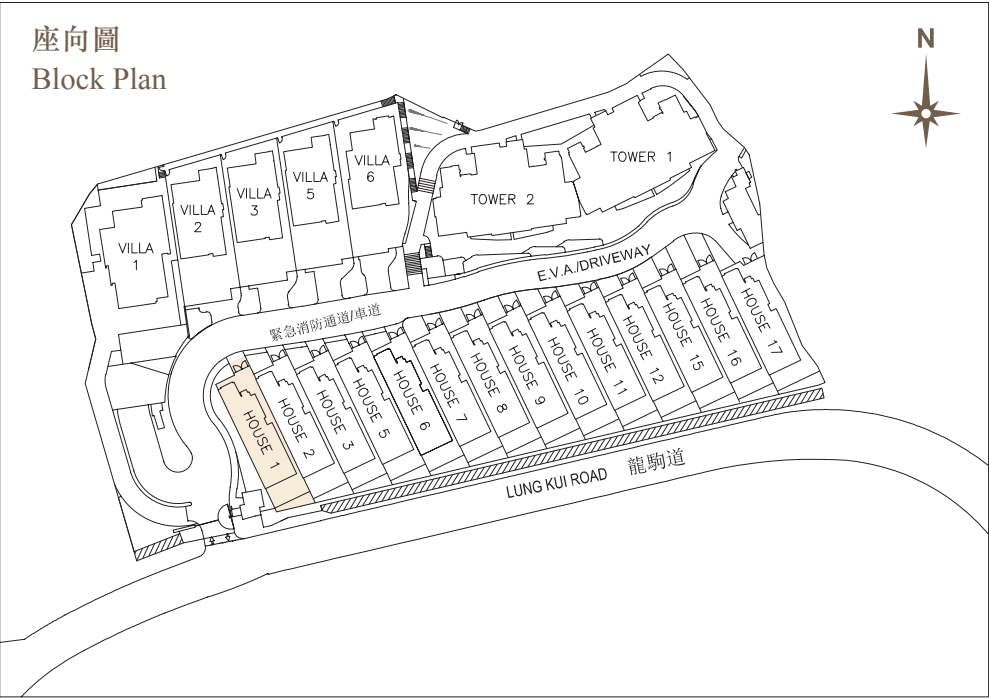 座向圖
Block Plan
N
TOWER 1
TOWER 2
VILLA
6
VILLA
5
VILLA
3
VILLA
2
VILLA
1
E.V.A./DRIVEWAY
緊急消防通道/車道
HOUSE 1
HOUSE 2
HOUSE 3
HOUSE 5
HOUSE 6
HOUSE 7
HOUSE 8
HOUSE 9
HOUSE 10
HOUSE 11
HOUSE 12
HOUSE 15
HOUSE 16
HOUSE 17
LUNG KUI ROAD 龍駒道